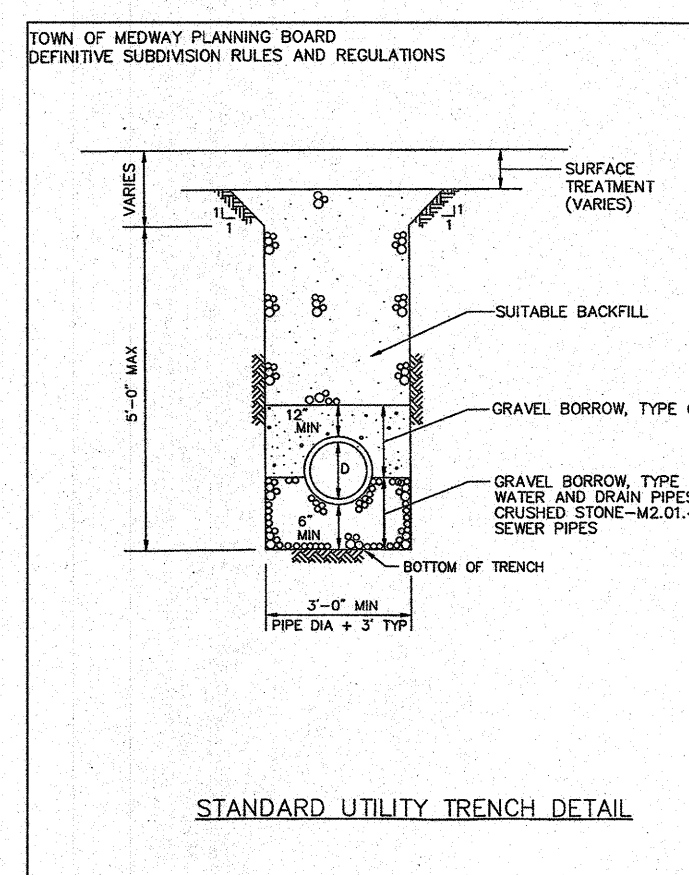 TOWN OF MEDWAY PLANNING BOARD
DEFINITIVE SUBDIVISION RULES AND REGULATIONS
VARIES
SURFACE
TREATMENT
(VARIES)
1
1
1
1
SUITABLE BACKFILL
5'-0" MAX
12"
MIN
GRAVEL BORROW, TYPE
D
GRAVEL BORROW, TYPE
WATER AND DRAIN PIPES
CRUSHED STONE-M2.01.
SEWER PIPES
6"
MIN
BOTTOM OF TRENCH
3'-0" MIN
PIPE DIA + 3' TYP
STANDARD UTILITY TRENCH DETAIL